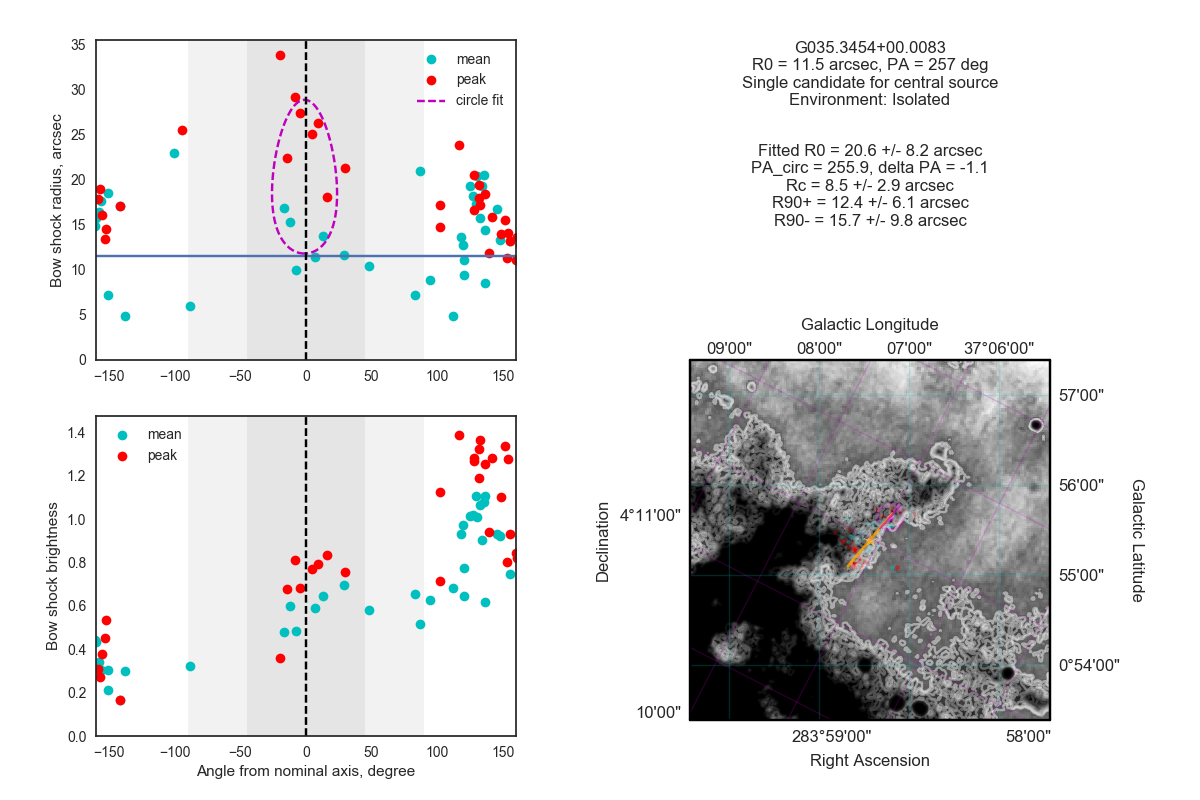 35
30
25
20
15
10
5
0
Bow shock radius, arcsec
mean
peak
circle fit
−150
−100
−50
0
50
100
150
1.4
1.2
1.0
0.8
0.6
0.4
0.2
0.0
Bow shock brightness
mean
peak
−150
−100
−50
0
50
100
150
Angle from nominal axis, degree
G035.3454+00.0083
R0 = 11.5 arcsec, PA = 257 deg
Single candidate for central source
Environment: Isolated
Fitted R0 = 20.6 +/- 8.2 arcsec
PA_circ = 255.9, delta PA = -1.1
Rc = 8.5 +/- 2.9 arcsec
R90+ = 12.4 +/- 6.1 arcsec
R90- = 15.7 +/- 9.8 arcsec
Galactic Longitude
09'00" 08'00" 07'00" 37°06'00"
57'00"
56'00"
55'00"
0°54'00"
Galactic Latitude
Declination
4°11'00"
10'00"
283°59'00" 58'00"
Right Ascension